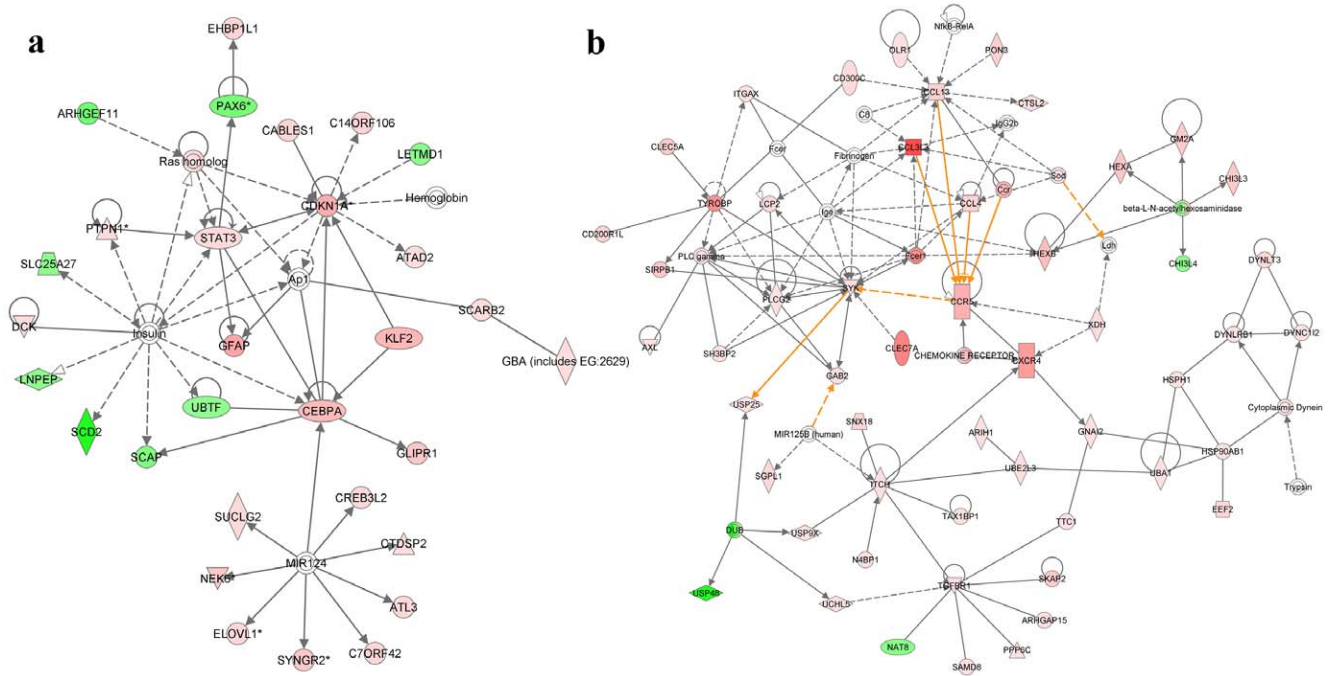 a
EHBP1L1
PAX6*
ARHGEF11
CABLES1
C14ORF106
LETMD1
Ras homolog
CDKN1A
Hemoglobin
PTPN1*
STAT3
ATAD2
SLC25A27
Ap1
SCARB2
DCK
Insulin
GFAP
KLF2
GBA (includes EG:2629)
LNPEP
UBTF
CEBPA
SCD2
SCAP
GLIPR1
SUCLG2
CREB3L2
CTDSP2
MIR124
NEK6*
ATL3
ELOVL1*
SYNGR2*
C7ORF42
b
NfkB-RelA
OLR1
PON3
CD300C
ITGAX
CCL13
CTSL2
C8
IgG2b
CLEC5A
Fcer
Fibrinogen
CCL3L3
GM2A
HEXA
CHI3L3
Sod
TYROBP
LCP2
CCL4
Ccr
Ige
beta-L-N-acetylhexosaminidase
CD200R1L
Ldh
SIRPB1
PLC gamma
Fcer1
HEXB
CHI3L4
DYNLT3
PLCG2
SYK
CCR5
XDH
DYNLRB1
DYNC1I2
AXL
SH3BP2
CLEC7A
CHEMOKINE RECEPTOR
CXCR4
GAB2
HSPH1
USP25
Cytoplasmic Dynein
MIR125B (human)
SNX18
ARIH1
GNAI2
HSP90AB1
SGPL1
ITCH
UBE2L3
UBA1
Trypsin
TAX1BP1
EEF2
DUB
USP9X
TTC1
N4BP1
USP48
UCHL5
TGFBR1
SKAP2
ARHGAP15
NAT8
PPP6C
SAMD8